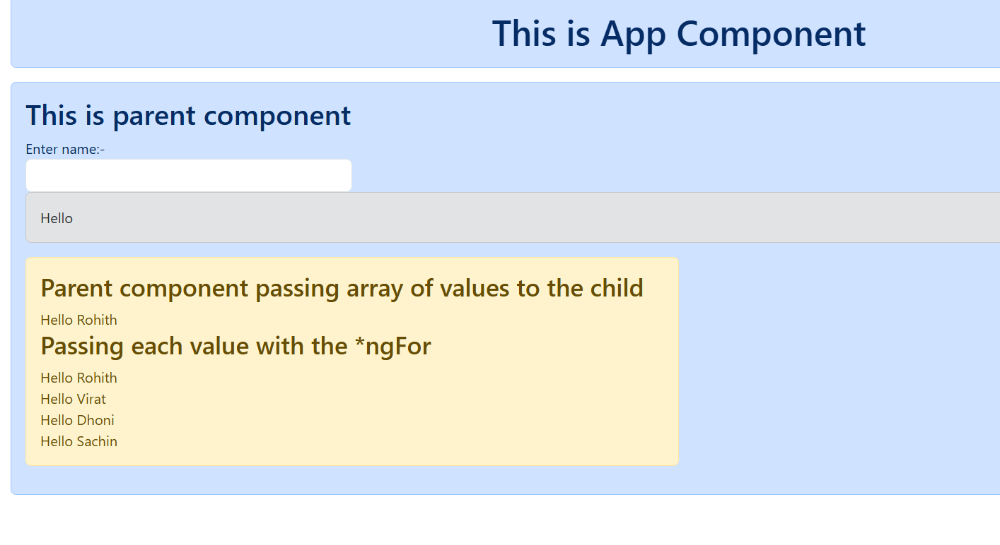 This is App Component
This is parent component
Enter name:-
Hello
Parent component passing array of values to the child
Hello Rohith
Passing each value with the *ngFor
Hello Rohith
Hello Virat
Hello Dhoni
Hello Sachin